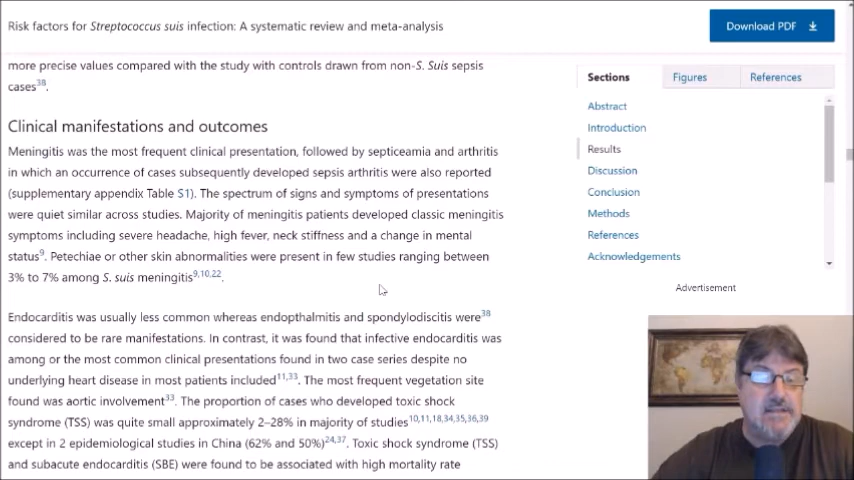 Risk factors for Streptococcus suis infection: A systematic review and meta-analysis
Download PDF
more precise values compared with the study with controls drawn from non-S. Suis sepsis
cases38.
Clinical manifestations and outcomes
Meningitis was the most frequent clinical presentation, followed by septiceamia and arthritis
in which an occurrence of cases subsequently developed sepsis arthritis were also reported
(supplementary appendix Table S1). The spectrum of signs and symptoms of presentations
were quiet similar across studies. Majority of meningitis patients developed classic meningitis
symptoms including severe headache, high fever, neck stiffness and a change in mental
status9. Petechiae or other skin abnormalities were present in few studies ranging between
3% to 7% among S. suis meningitis9,10,22.
Endocarditis was usually less common whereas endopthalmitis and spondylodiscitis were38
considered to be rare manifestations. In contrast, it was found that infective endocarditis was
among or the most common clinical presentations found in two case series despite no
underlying heart disease in most patients included11,33. The most frequent vegetation site
found was aortic involvement33. The proportion of cases who developed toxic shock
syndrome (TSS) was quite small approximately 2–28% in majority of studies10,11,18,34,35,36,39
except in 2 epidemiological studies in China (62% and 50%)24,37. Toxic shock syndrome (TSS)
and subacute endocarditis (SBE) were found to be associated with high mortality rate
Sections
Figures
References
Abstract
Introduction
Results
Discussion
Conclusion
Methods
References
Acknowledgements
Advertisement